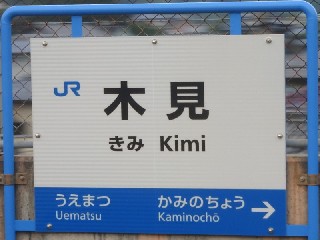 JR 木見
きみ Kimi
うえまつ かみのちょう
Uematsu Kaminochō →